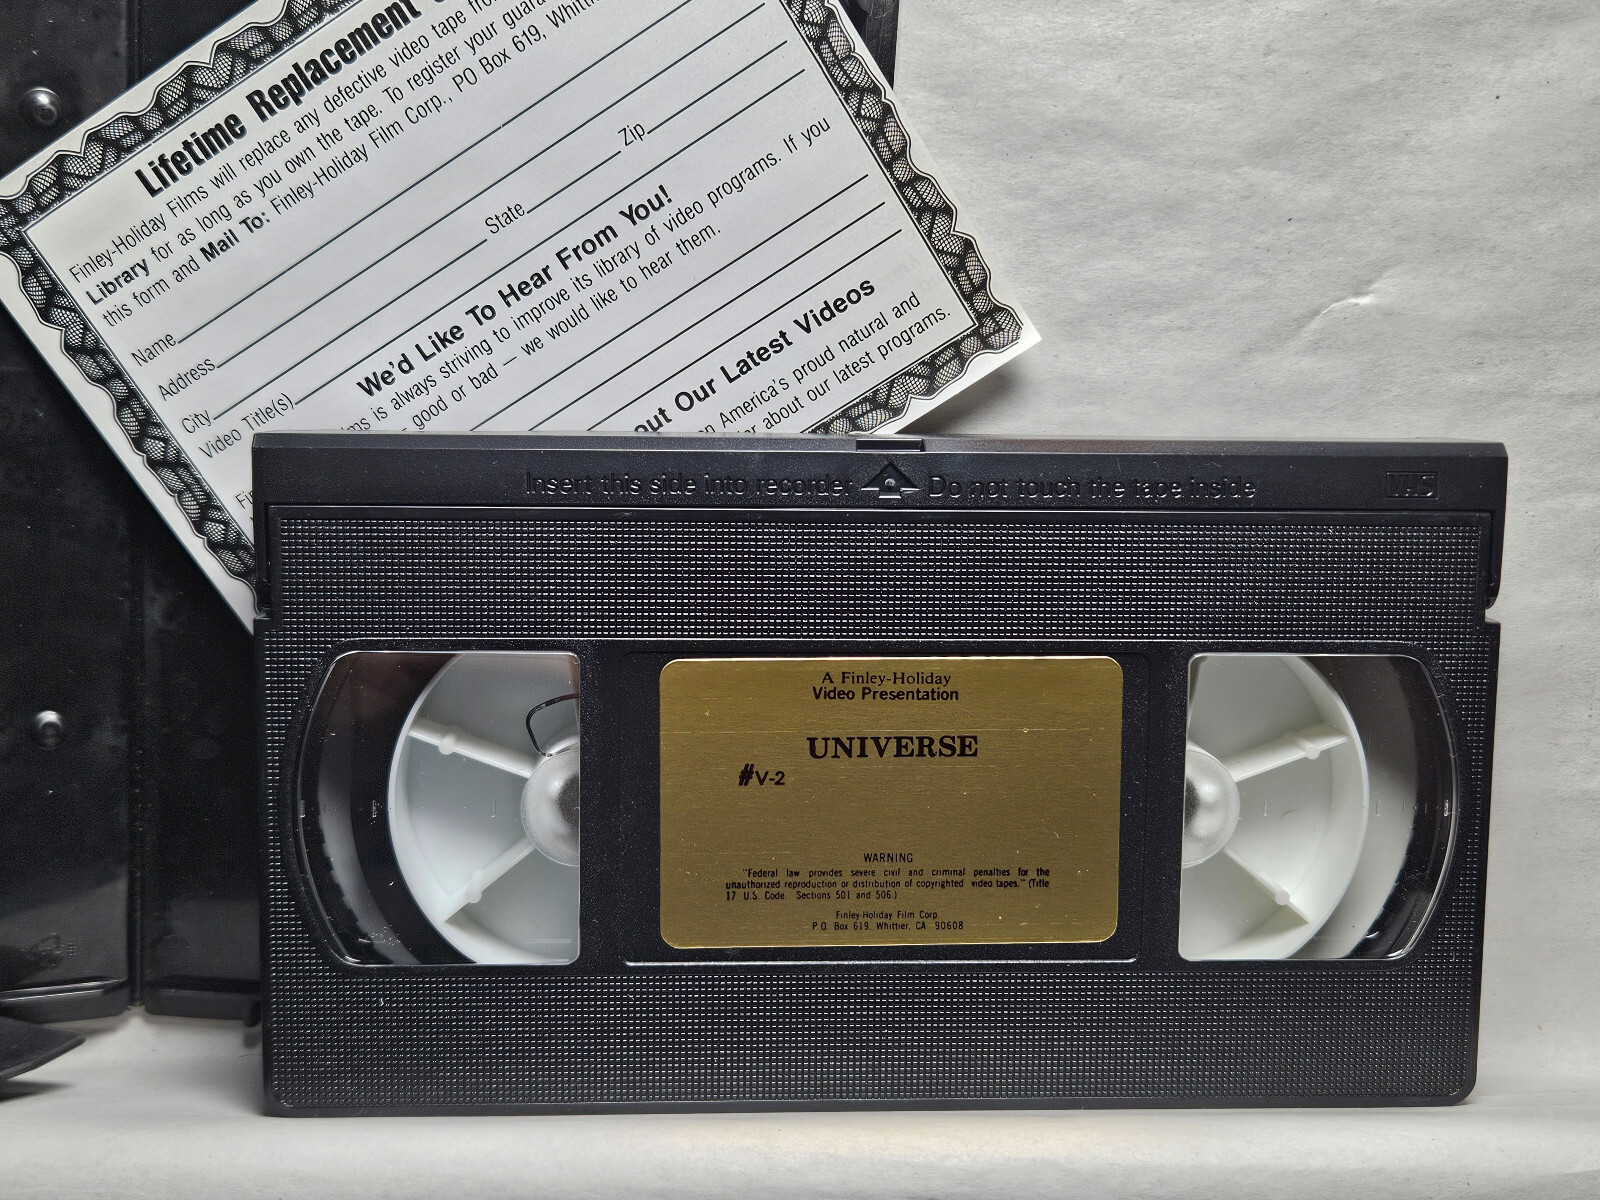 Lifetime Replacement
Finley-Holiday Films will replace any defective video tape
Library for as long as you own the tape. To register your
this form and Mail To: Finley-Holiday Film Corp., PO Box 619,
Name
Address
City State Zip
Video Title(s)
We'd Like To Hear From You!
is always striving to improve its library of video programs. If you
good or bad — we would like to hear them.
Our Latest Videos
America's proud natural and
about our latest programs.
Insert this side into recorder Do not touch the tape inside VHS
A Finley-Holiday
Video Presentation
UNIVERSE
#V-2
WARNING
"Federal law provides severe civil and criminal penalties for the
unauthorized reproduction or distribution of copyrighted video tapes." (Title
17 U.S. Code. Sections 501 and 506.)
Finley-Holiday Film Corp.
P.O. Box 619, Whittier, CA 90608